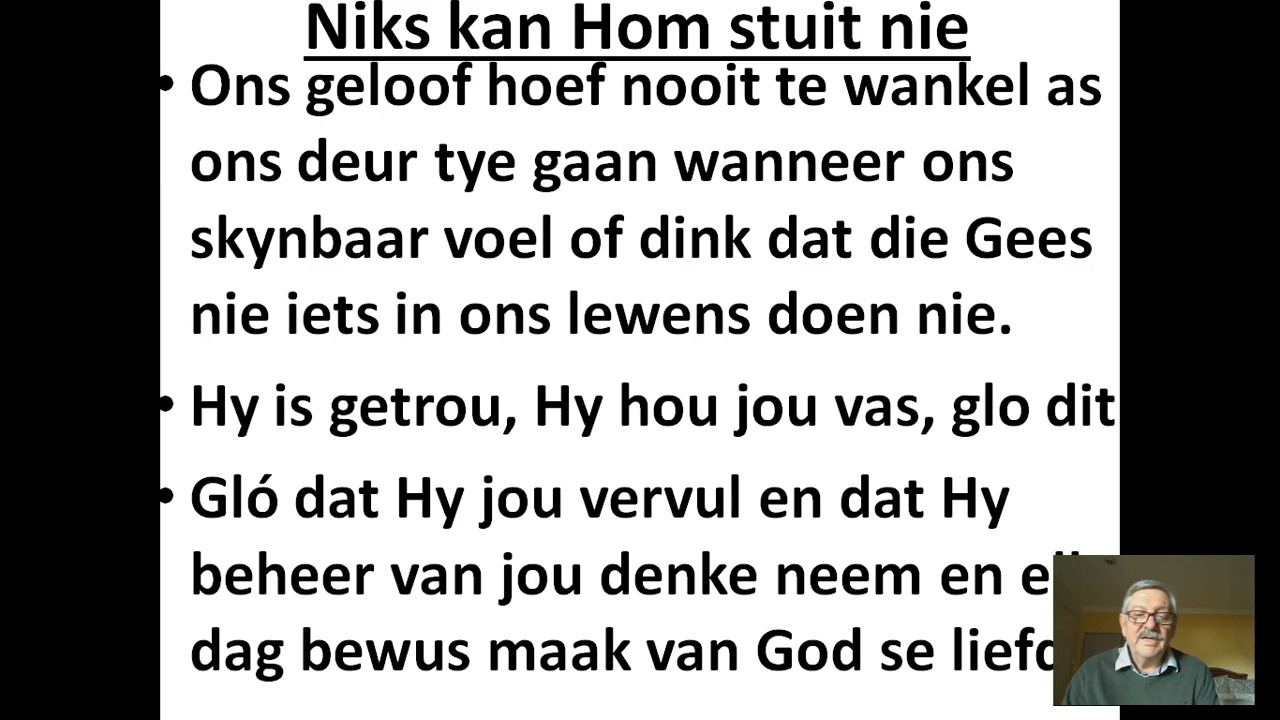 Niks kan Hom stuit nie
• Ons geloof hoef nooit te wankel as
ons deur tye gaan wanneer ons
skynbaar voel of dink dat die Gees
nie iets in ons lewens doen nie.
• Hy is getrou, Hy hou jou vas, glo dit
• Gló dat Hy jou vervul en dat Hy
beheer van jou denke neem en
dag bewus maak van God se